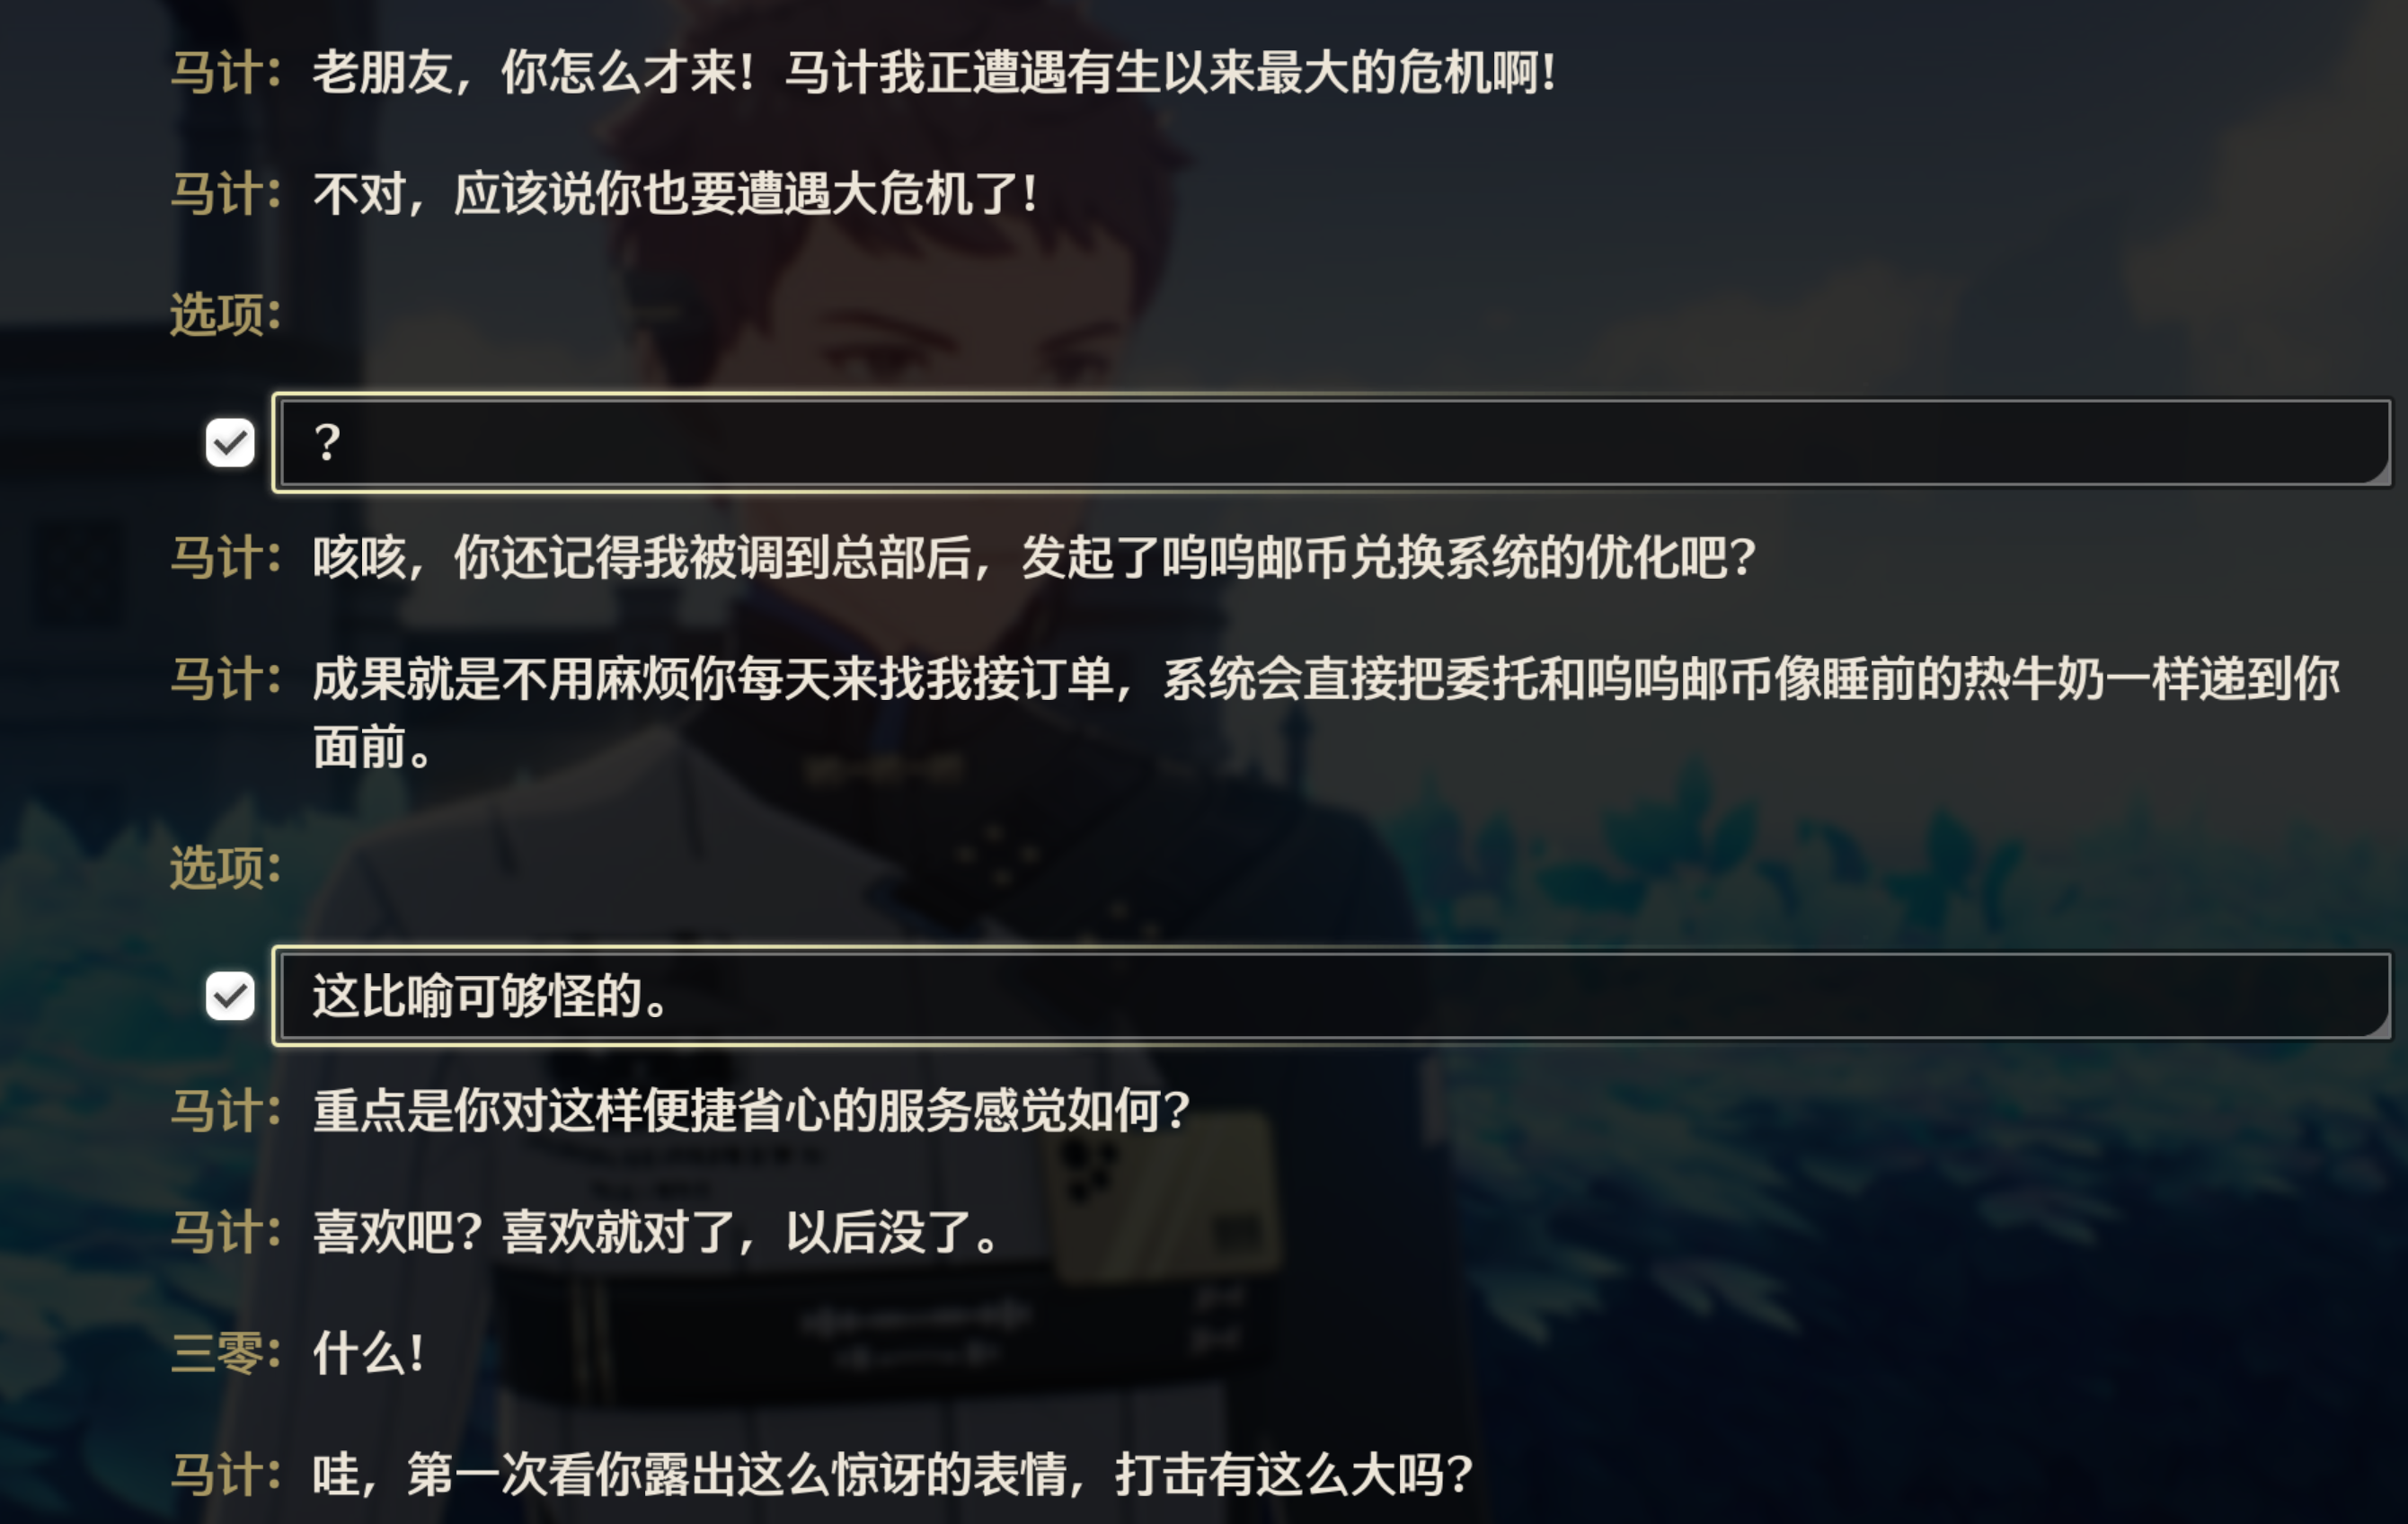 马计：老朋友，你怎么才来！马计我正遭遇有生以来最大的危机啊！
马计：不对，应该说你也要遭遇大危机了！
选项：
？
马计：咳咳，你还记得我被调到总部后，发起了呜呜邮币兑换系统的优化吧？
马计：成果就是不用麻烦你每天来找我接订单，系统会直接把委托和呜呜邮币像睡前的热牛奶一样递到你
面前。
选项：
这比喻可够怪的。
马计：重点是你对这样便捷省心的服务感觉如何？
马计：喜欢吧？喜欢就对了，以后没了。
三零：什么！
马计：哇，第一次看你露出这么惊讶的表情，打击有这么大吗？